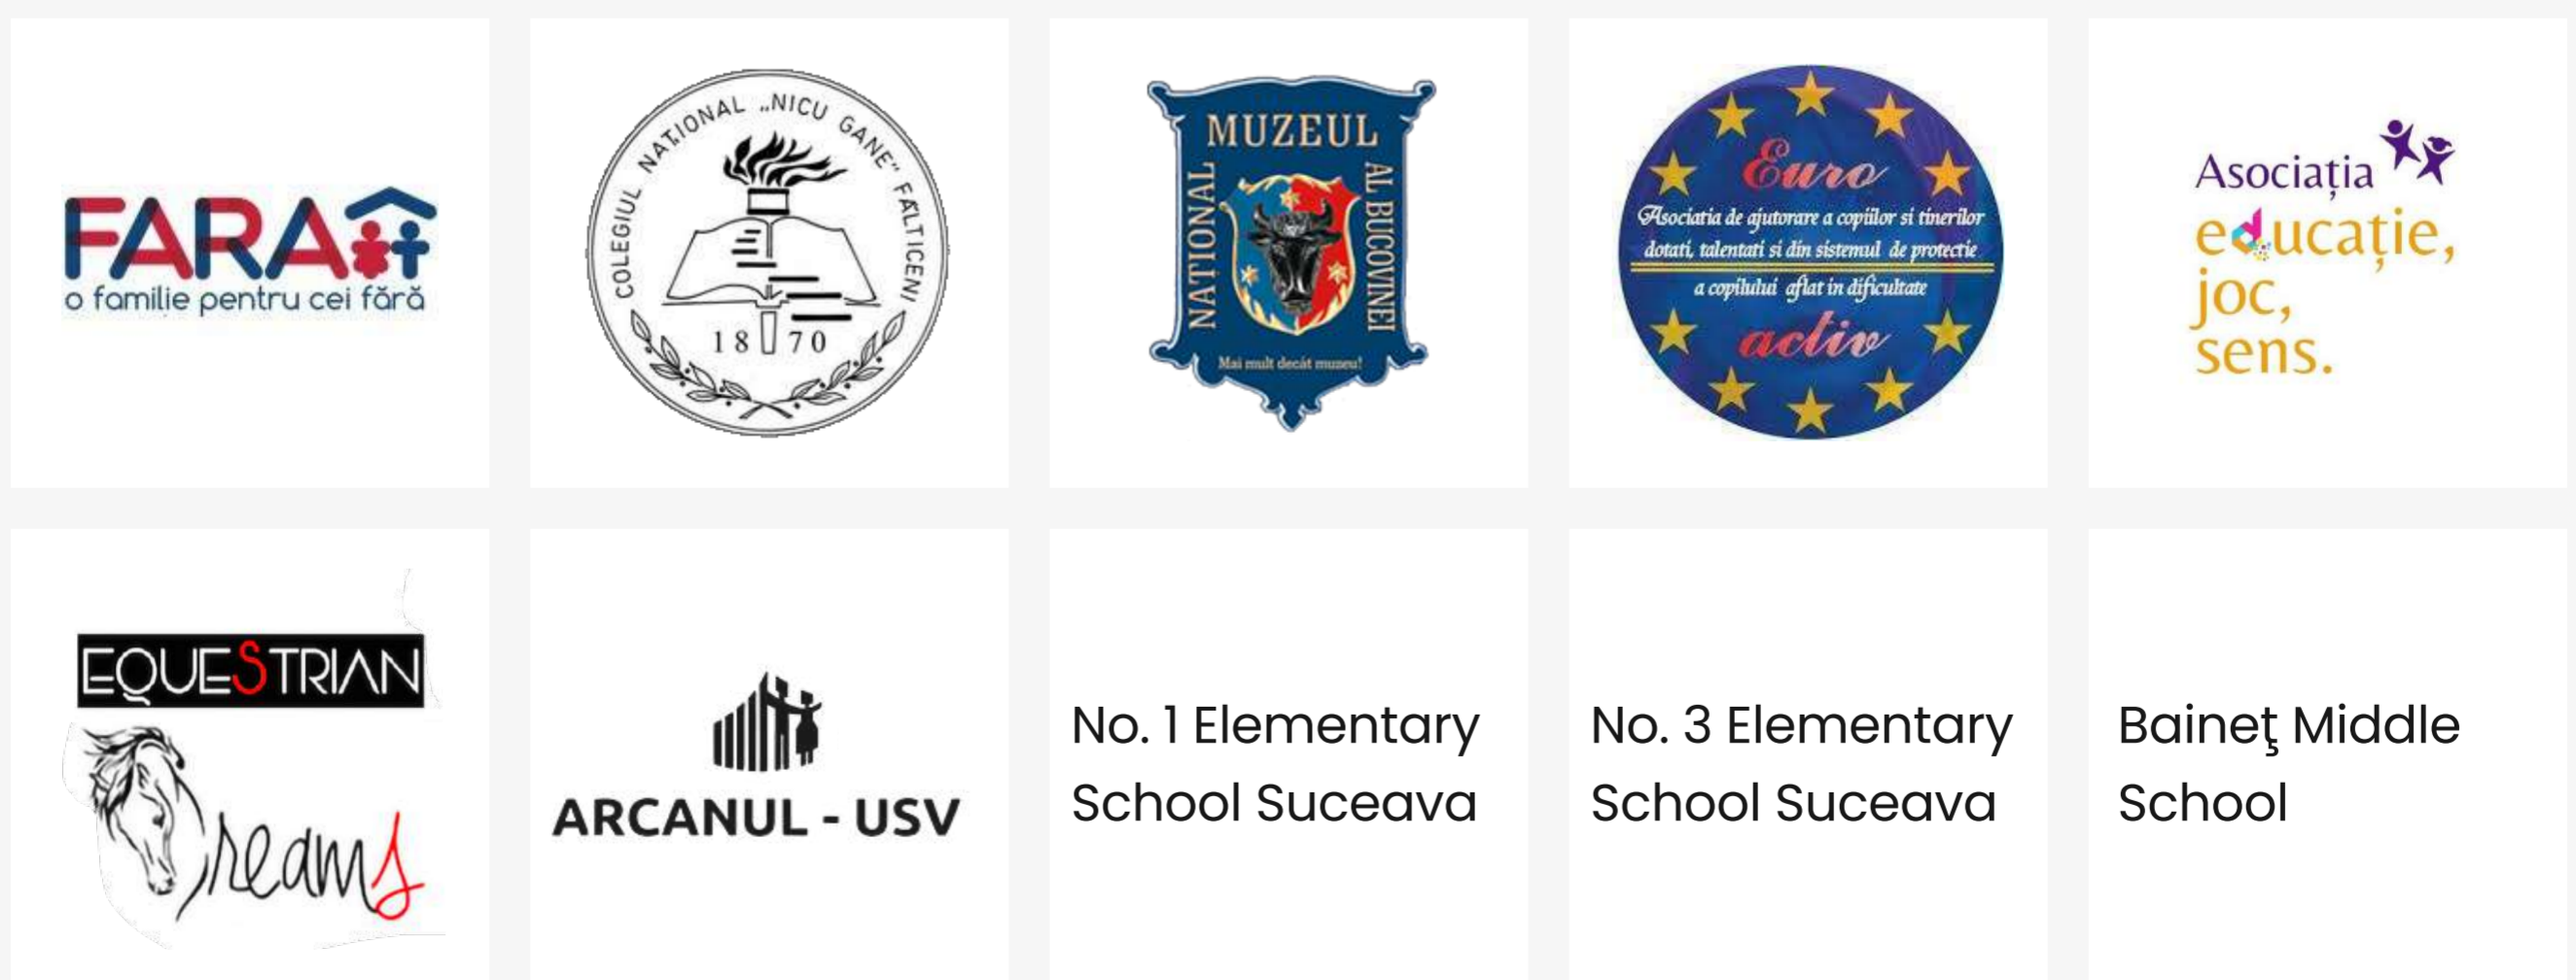 FARA
o familie pentru cei fără
COLEGIUL NAȚIONAL „NICU GANE” FĂLTICENI
18 70
MUZEUL
NAȚIONAL
AL BUCOVINEI
Mai mult decât muzeu!
Euro
Asociatia de ajutorare a copiilor si tinerilor
dotati, talentati si din sistemul de protectie
a copilului aflat in dificultate
activ
Asociația
educație,
joc,
sens.
EQUESTRIAN
Dreams
ARCANUL - USV
No. 1 Elementary
School Suceava
No. 3 Elementary
School Suceava
Baineţ Middle
School